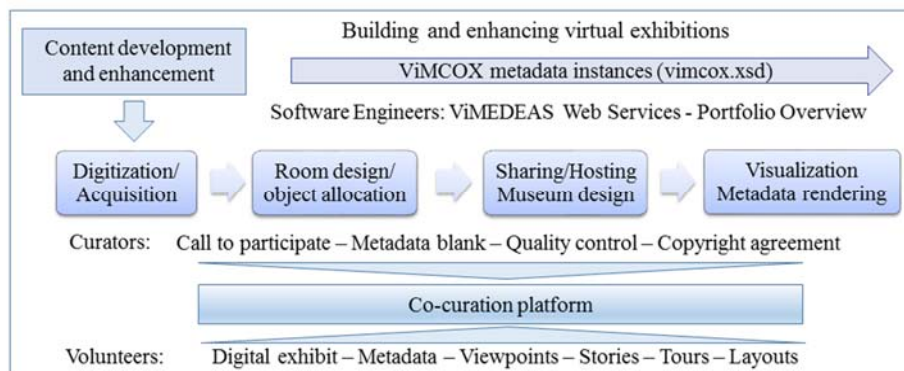 Content development
and enhancement
Building and enhancing virtual exhibitions
ViMCOX metadata instances (vimcox.xsd)
Software Engineers: ViMEDEAS Web Services - Portfolio Overview
Digitization/
Acquisition
Room design/
object allocation
Sharing/Hosting
Museum design
Visualization
Metadata rendering
Curators: Call to participate – Metadata blank – Quality control – Copyright agreement
Co-curation platform
Volunteers: Digital exhibit – Metadata – Viewpoints – Stories – Tours – Layouts